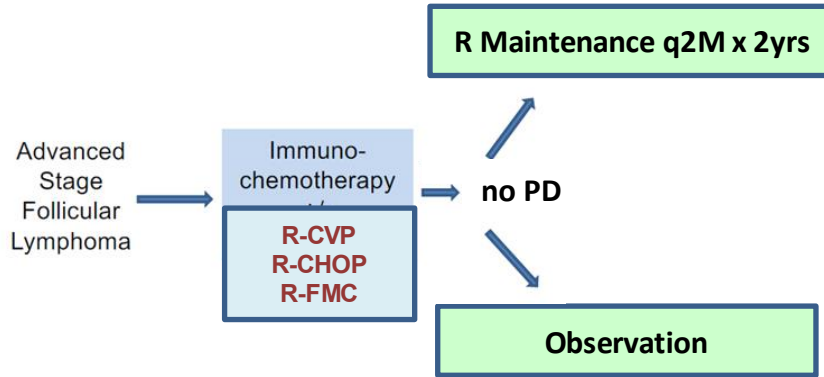 R Maintenance q2M x 2yrs
Advanced
Stage
Follicular
Lymphoma
Immuno-
chemotherapy
R-CVP
R-CHOP
R-FMC
no PD
Observation